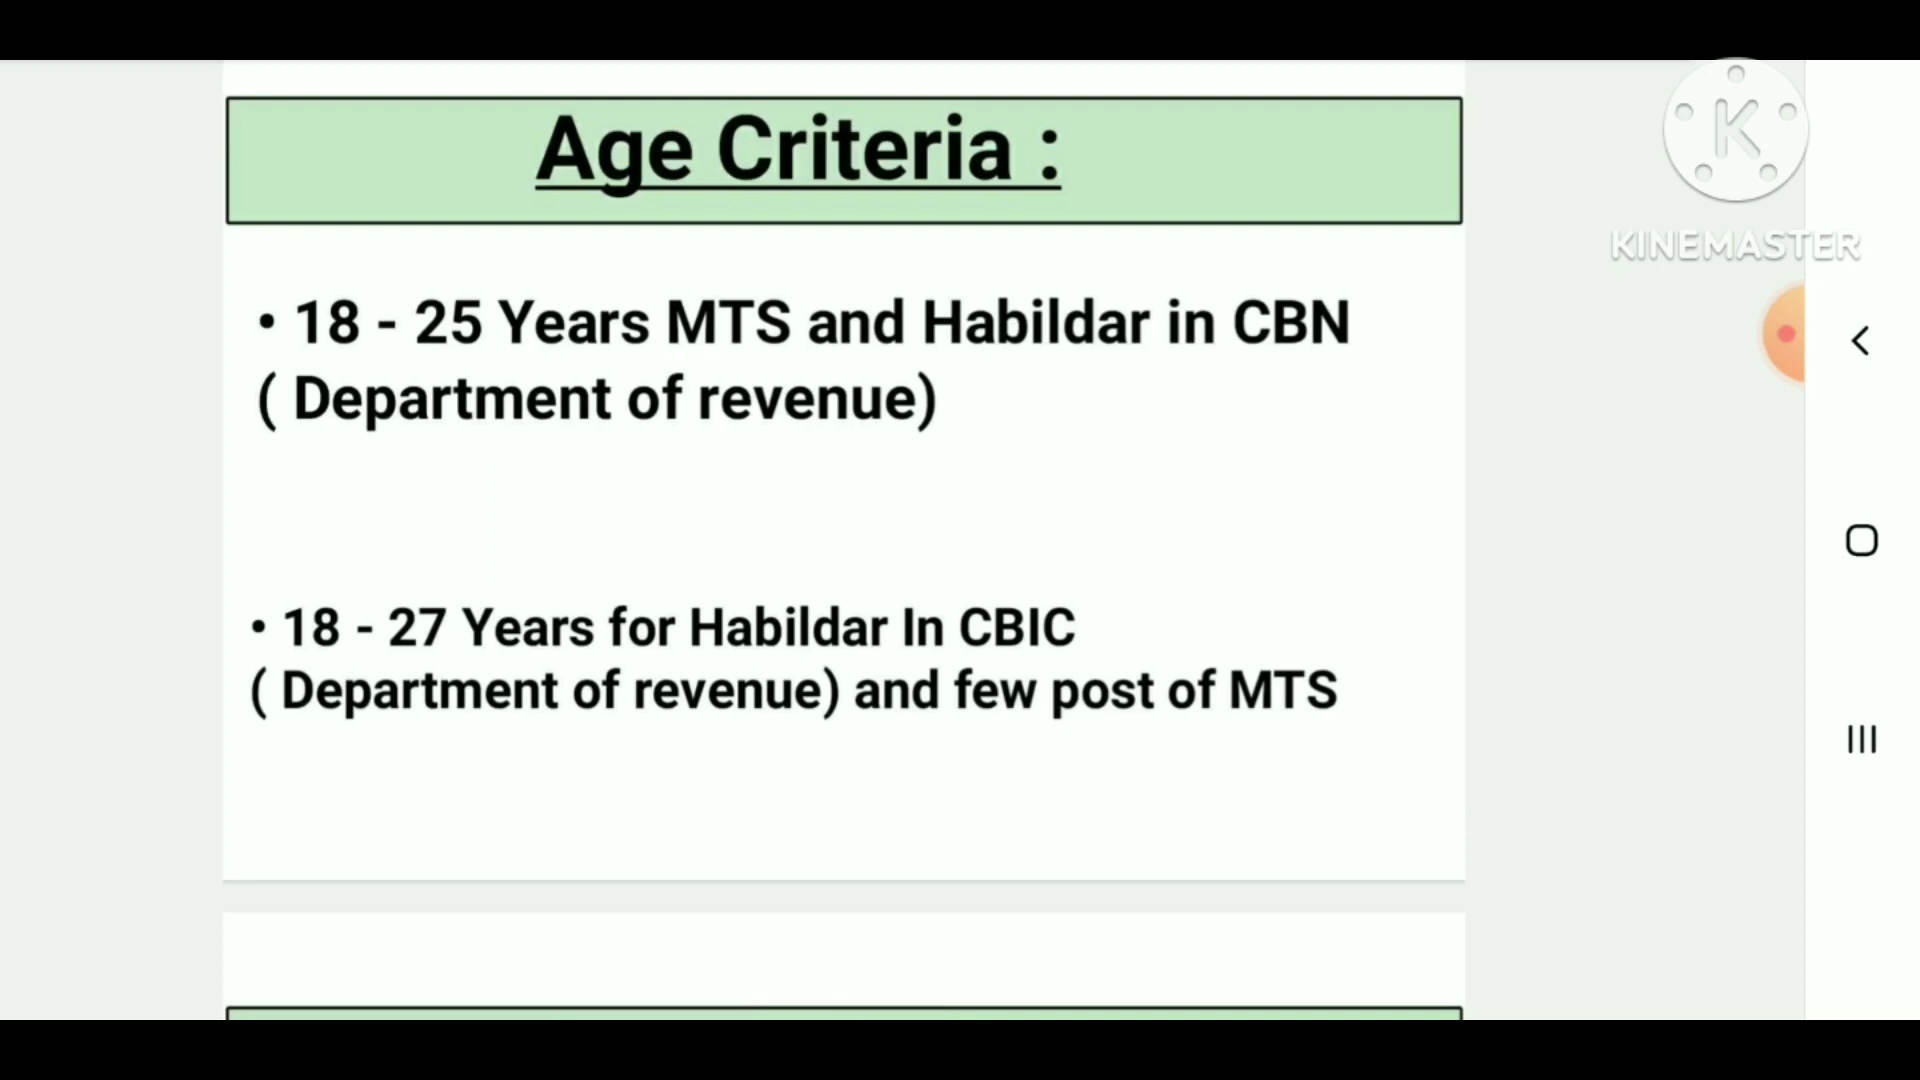 Age Criteria :
K
KINEMASTER
• 18 - 25 Years MTS and Habildar in CBN
( Department of revenue)
• 18 - 27 Years for Habildar In CBIC
( Department of revenue) and few post of MTS